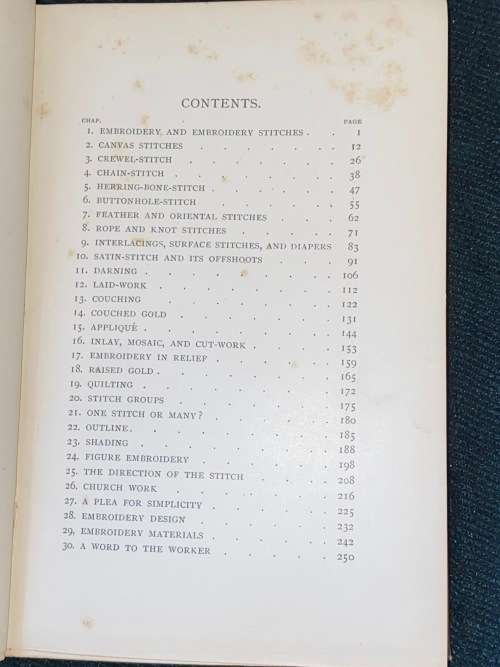 CONTENTS.
CHAP. PAGE
1. EMBROIDERY AND EMBROIDERY STITCHES . . 1
2. CANVAS STITCHES . . . . . . 12
3. CREWEL-STITCH . . . . . . 26
4. CHAIN-STITCH . . . . . . 38
5. HERRING-BONE-STITCH . . . . . 47
6. BUTTONHOLE-STITCH . . . . . 55
7. FEATHER AND ORIENTAL STITCHES . . . 62
8. ROPE AND KNOT STITCHES . . . . 71
9. INTERLACINGS, SURFACE STITCHES, AND DIAPERS 83
10. SATIN-STITCH AND ITS OFFSHOOTS . . . 91
11. DARNING . . . . . . . 106
12. LAID-WORK . . . . . . . 112
13. COUCHING . . . . . . . 122
14. COUCHED GOLD . . . . . . 131
15. APPLIQUÉ . . . . . . . 144
16. INLAY, MOSAIC, AND CUT-WORK . . . . 153
17. EMBROIDERY IN RELIEF . . . . . 159
18. RAISED GOLD . . . . . . . 165
19. QUILTING . . . . . . . 172
20. STITCH GROUPS . . . . . . 175
21. ONE STITCH OR MANY? . . . . . 180
22. OUTLINE. . . . . . . . 185
23. SHADING . . . . . . . 188
24. FIGURE EMBROIDERY . . . . . 198
25. THE DIRECTION OF THE STITCH . . . . 208
26. CHURCH WORK . . . . . . 216
27. A PLEA FOR SIMPLICITY . . . . . 225
28. EMBROIDERY DESIGN . . . . . 232
29, EMBROIDERY MATERIALS . . . . . 242
30. A WORD TO THE WORKER . . . . . 250